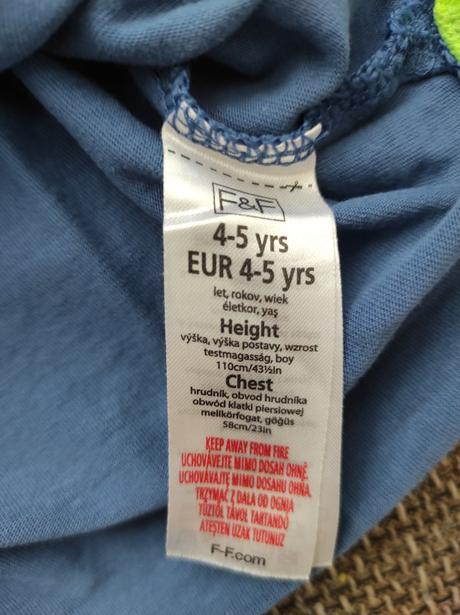 F&F
4-5 yrs
EUR 4-5 yrs
let, rokov, wiek
életkor, yaş
Height
výška, výška postavy, wzrost
testmagasság, boy
110cm/43½in
Chest
hrudník, obvod hrudníka
obwód klatki piersiowej
mellkörfogat, göğüs
58cm/23in
KEEP AWAY FROM FIRE
UCHOVÁVEJTE MIMO DOSAH OHNĚ.
UCHOVÁVAJTE MIMO DOSAHU OHŇA.
TRZYMAĆ Z DALA OD OGNIA
TŰZTŐL TÁVOL TARTANDÓ
ATEŞTEN UZAK TUTUNUZ
F-F.com